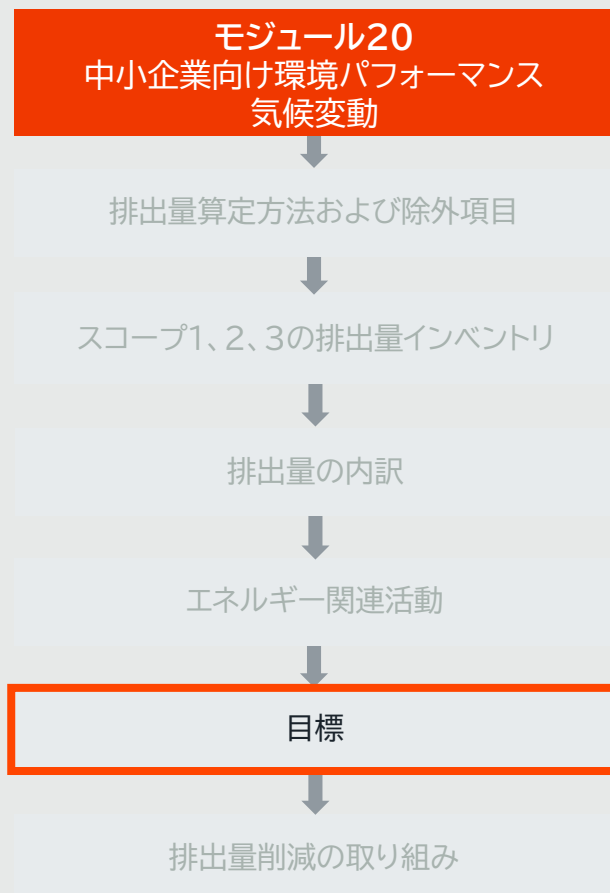 モジュール20
中小企業向け環境パフォーマンス
気候変動
排出量算定方法および除外項目
スコープ1、2、3の排出量インベントリ
排出量の内訳
エネルギー関連活動
目標
排出量削減の取り組み